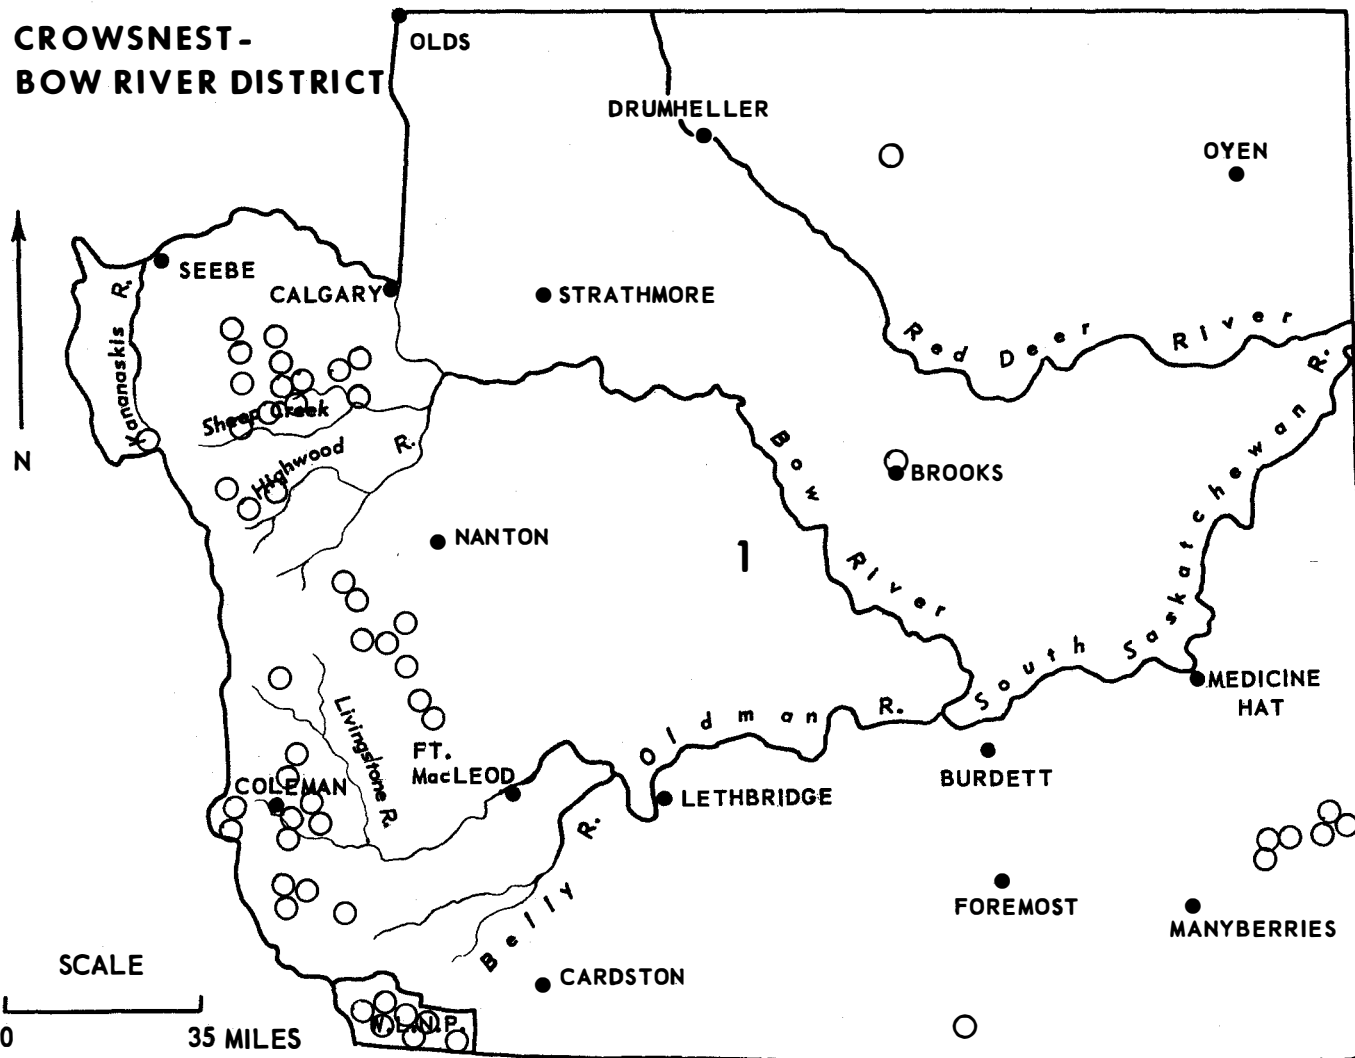 CROWSNEST-
BOW RIVER DISTRICT
OLDS
DRUMHELLER
OYEN
SEEBE
CALGARY
STRATHMORE
Kananaskis R.
Red Deer River
N
Sheep Creek
Highwood R.
Bow River
BROOKS
South Saskatchewan R.
NANTON
1
MEDICINE
HAT
Livingstone R.
Oldman R.
FT.
MacLEOD
COLEMAN
LETHBRIDGE
BURDETT
Belly R.
FOREMOST
MANYBERRIES
SCALE
CARDSTON
W.L.N.P.
0 35 MILES